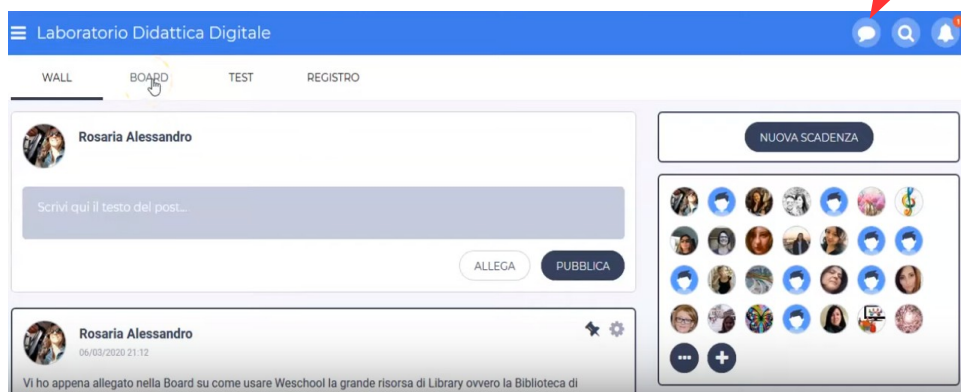 Laboratorio Didattica Digitale
1
WALL BOARD TEST REGISTRO
Rosaria Alessandro
NUOVA SCADENZA
Scrivi qui il testo del post...
ALLEGA PUBBLICA
Rosaria Alessandro
06/03/2020 21:12
Vi ho appena allegato nella Board su come usare Weschool la grande risorsa di Library ovvero la Biblioteca di